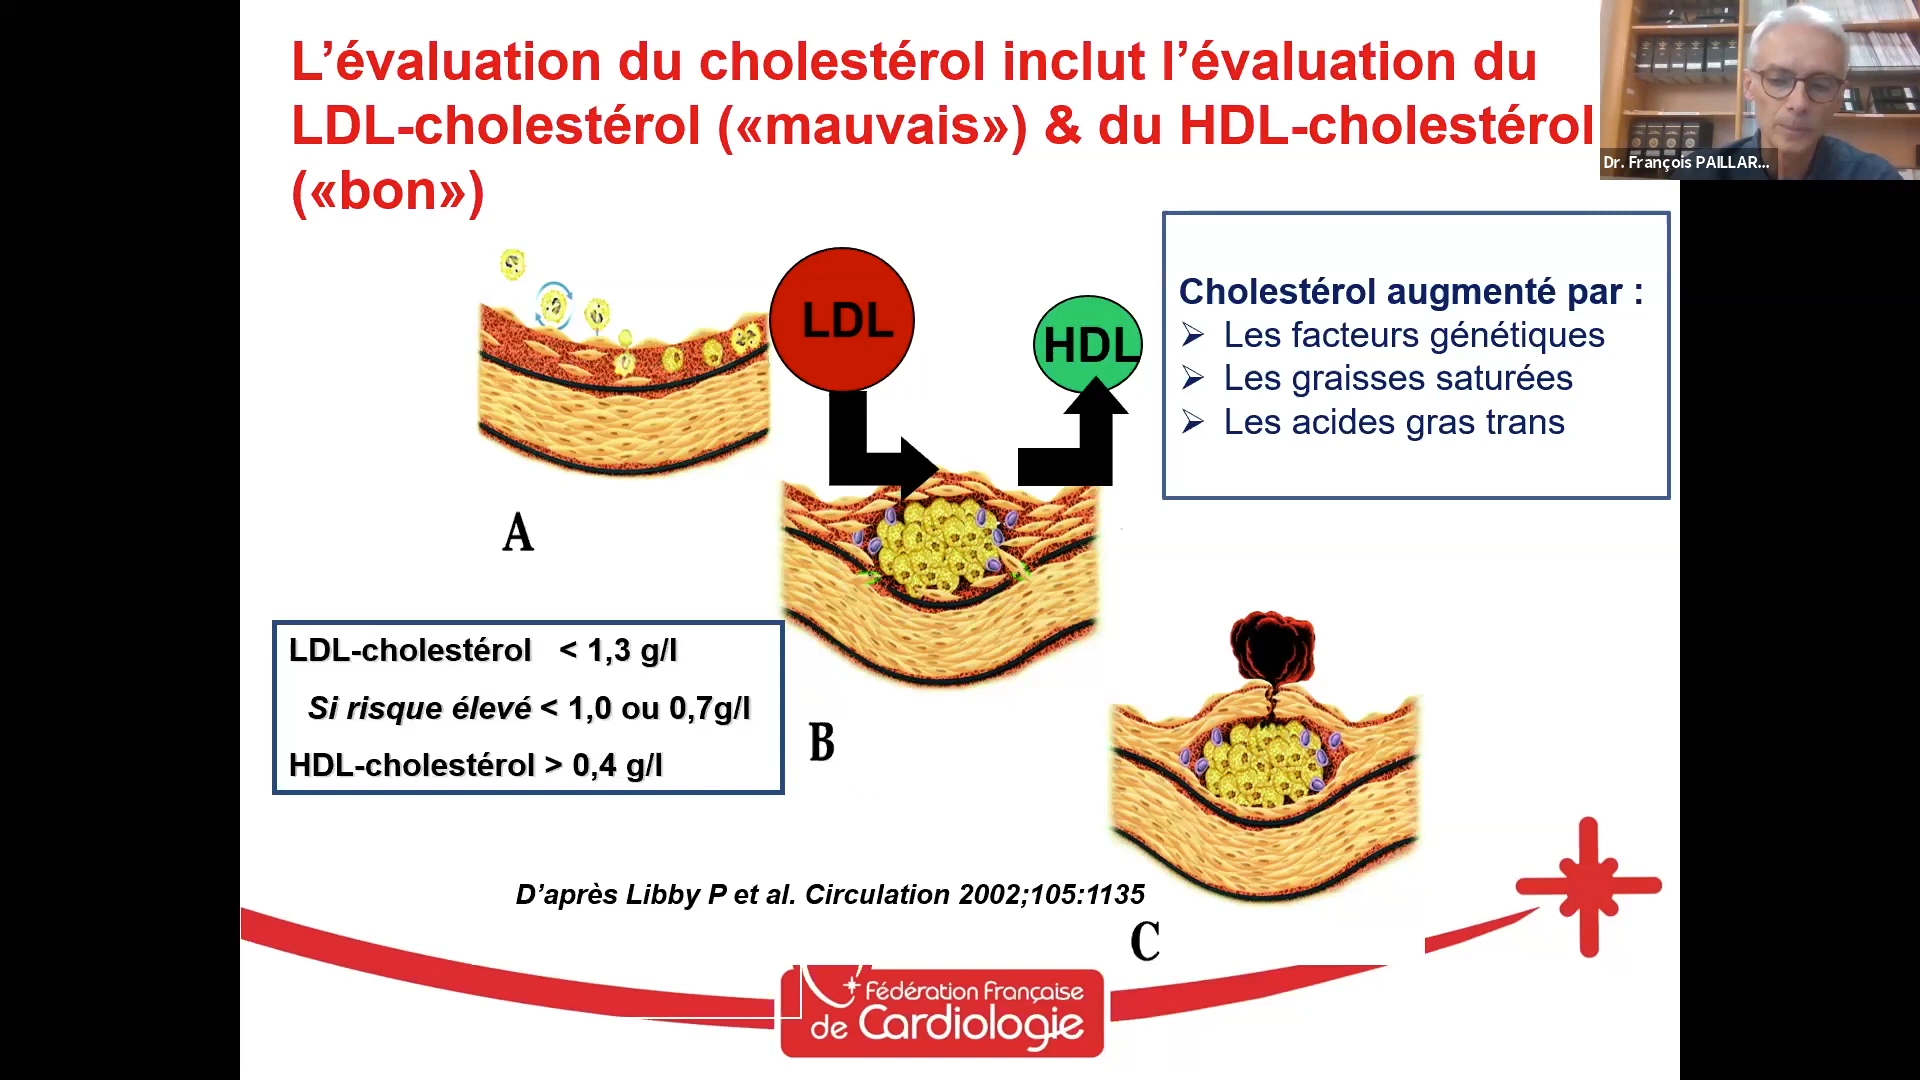 L’évaluation du cholestérol inclut l’évaluation du
LDL-cholestérol («mauvais») & du HDL-cholestérol
(«bon»)
Dr. François PAILLAR...
LDL
HDL
Cholestérol augmenté par :
➢ Les facteurs génétiques
➢ Les graisses saturées
➢ Les acides gras trans
A
B
LDL-cholestérol < 1,3 g/l
Si risque élevé < 1,0 ou 0,7g/l
HDL-cholestérol > 0,4 g/l
D’après Libby P et al. Circulation 2002;105:1135
C
Fédération Française
de Cardiologie